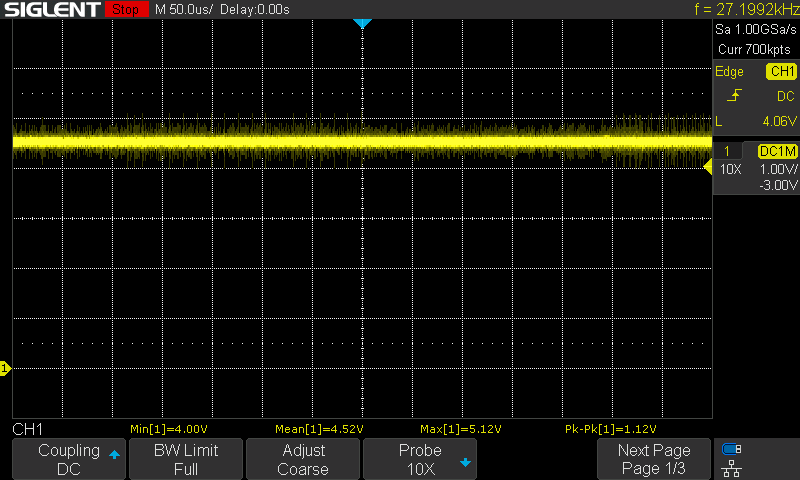 SIGLENT Stop M 50.0us/ Delay:0.00s f = 27.1992kHz
Sa 1.00GSa/s
Curr 700kpts
Edge CH1
DC
L 4.06V
1 DC1M
10X 1.00V/
-3.00V
1
CH1 Min[1]=4.00V Mean[1]=4.52V Max[1]=5.12V Pk-Pk[1]=1.12V
Coupling BW Limit Adjust Probe Next Page
DC Full Coarse 10X Page 1/3